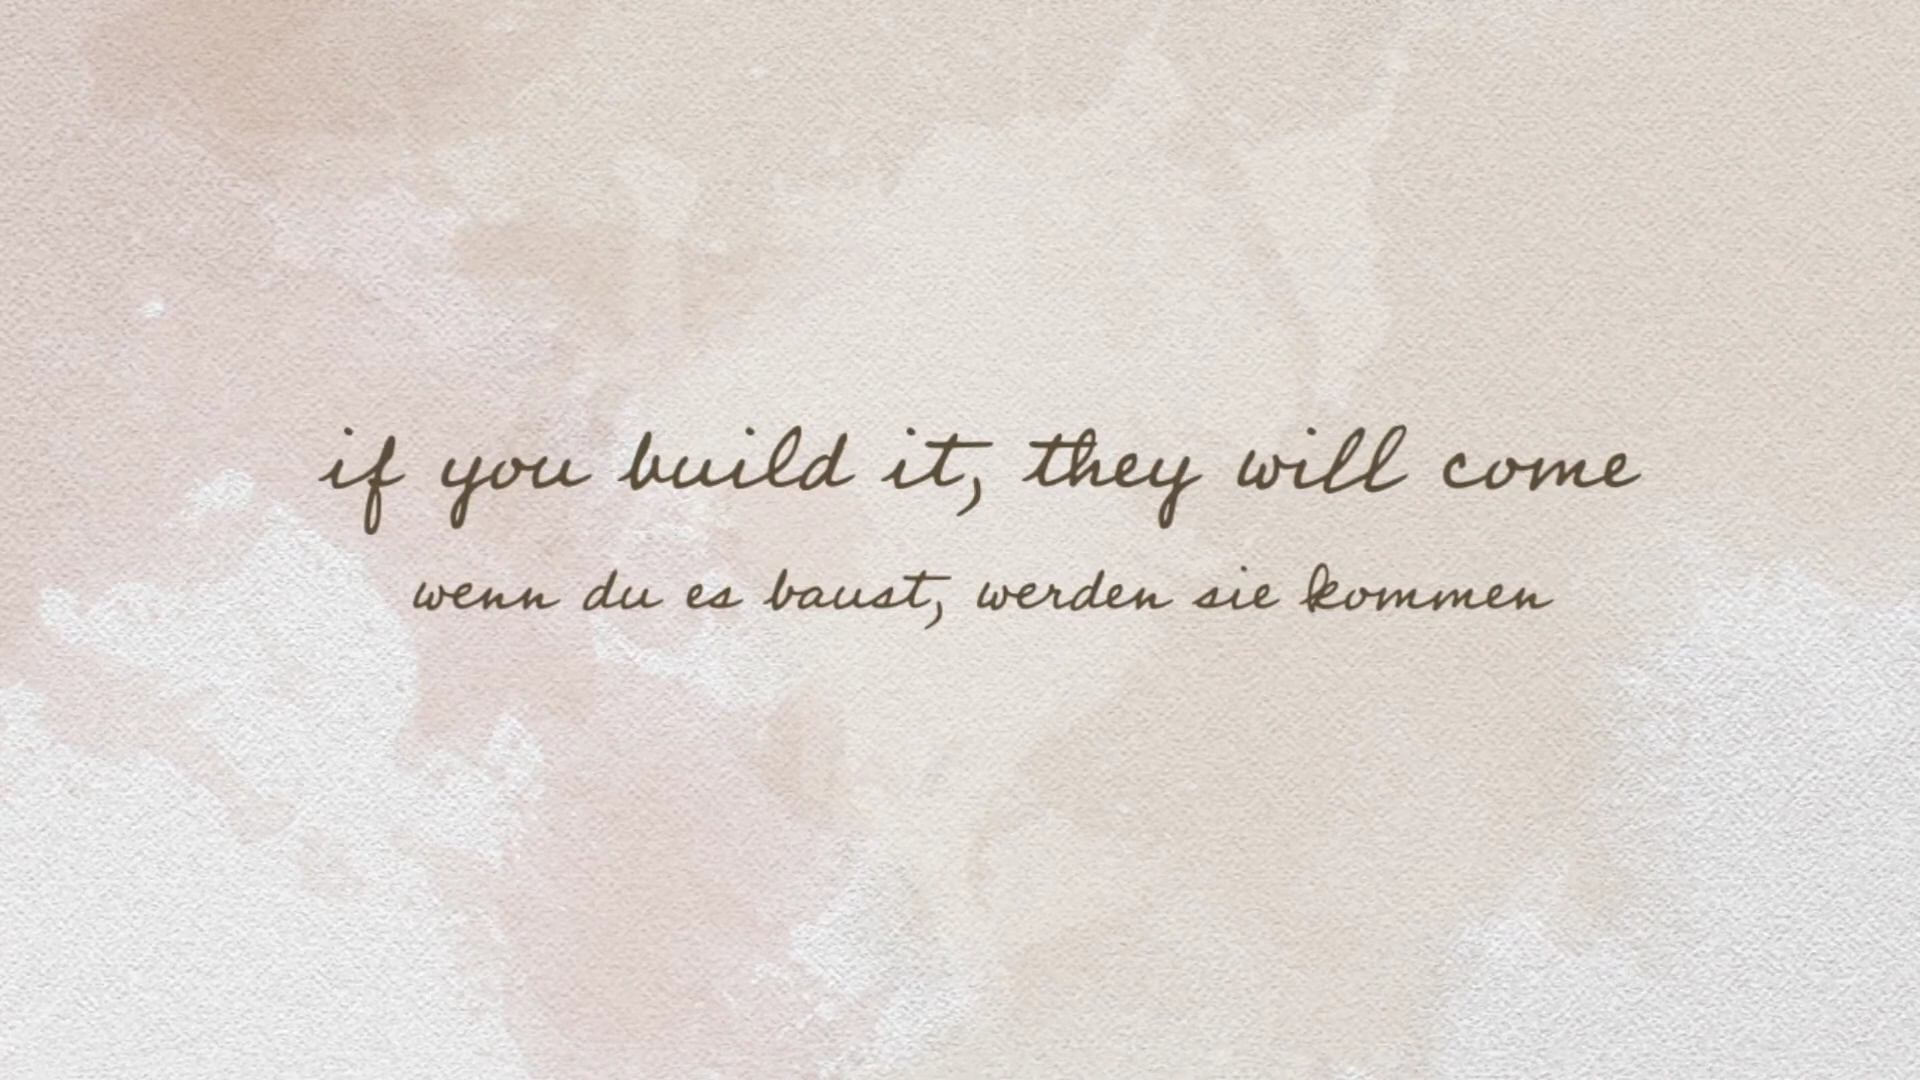 if you build it, they will come
wenn du es baust, werden sie kommen